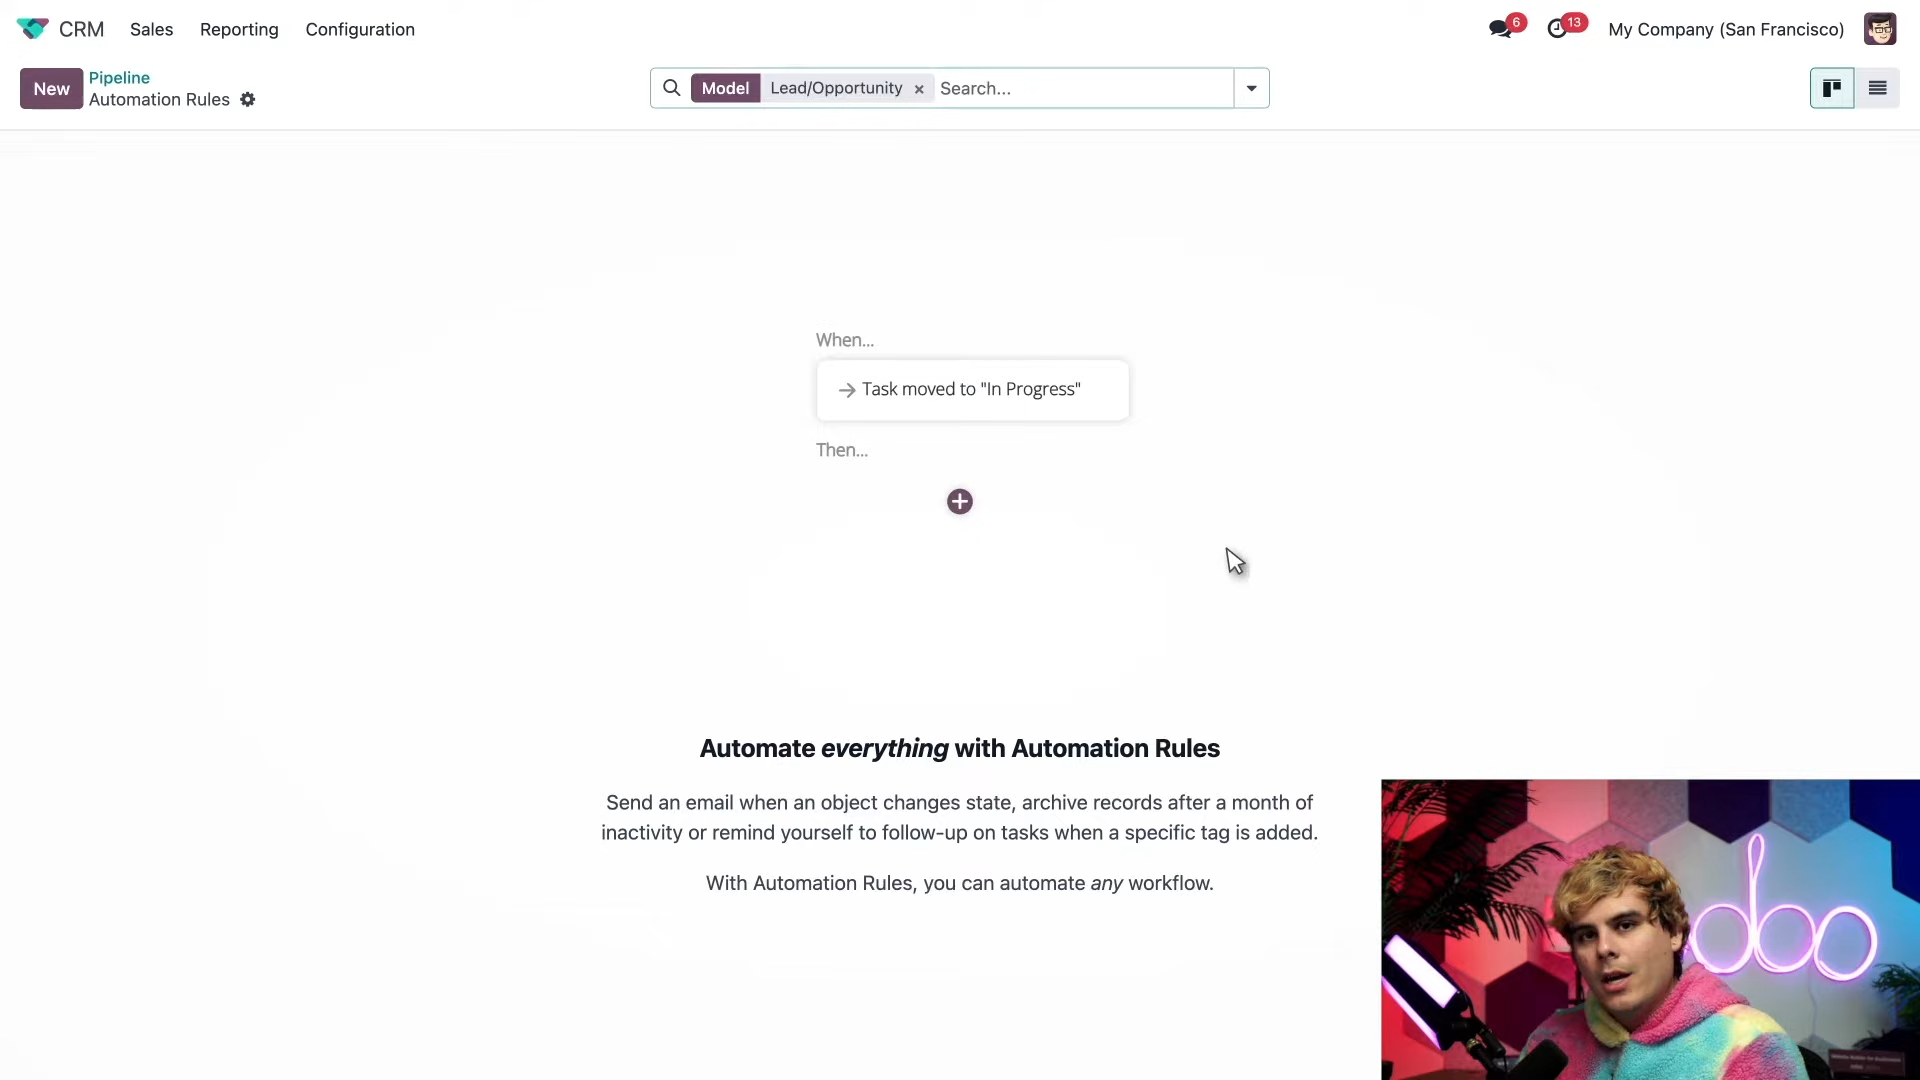 CRM Sales Reporting Configuration 6 13 My Company (San Francisco)
New Pipeline Automation Rules Model Lead/Opportunity × Search...
When...
→ Task moved to "In Progress"
Then...
Automate everything with Automation Rules
Send an email when an object changes state, archive records after a month of
inactivity or remind yourself to follow-up on tasks when a specific tag is added.
With Automation Rules, you can automate any workflow.
odoo